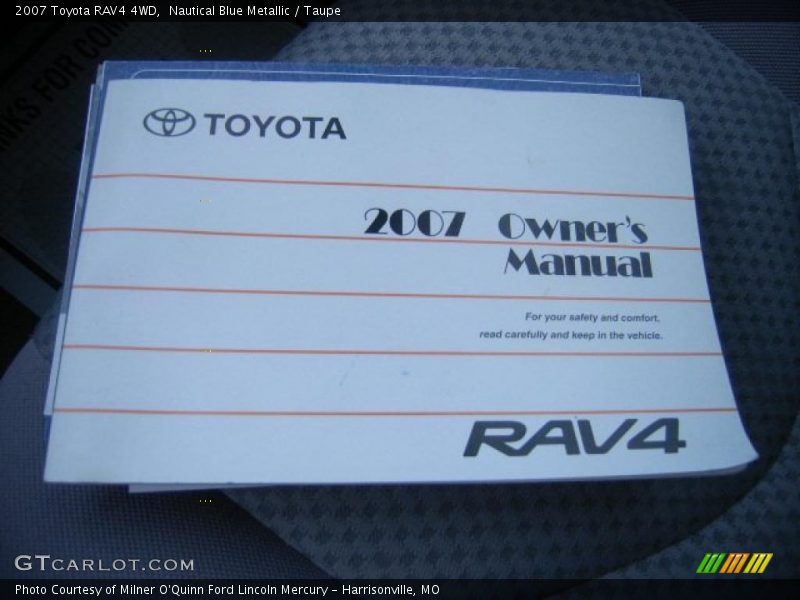 2007 Toyota RAV4 4WD,  Nautical Blue Metallic / Taupe
TOYOTA
2007 Owner's
Manual
For your safety and comfort,
read carefully and keep in the vehicle.
RAV4
GTCARLOT.COM
Photo Courtesy of Milner O'Quinn Ford Lincoln Mercury – Harrisonville, MO